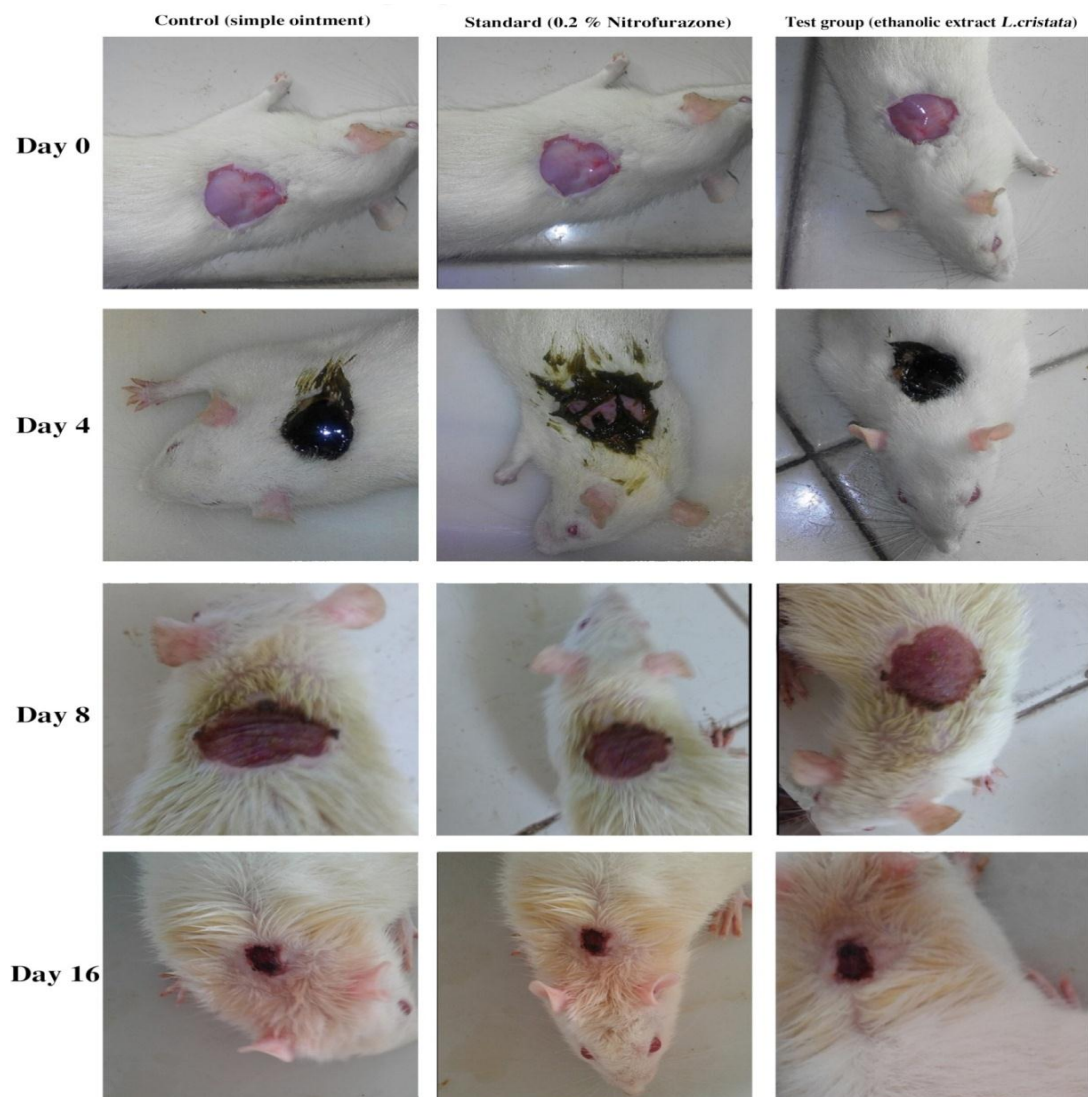 Control (simple ointment)
Standard (0.2 % Nitrofurazone)
Test group (ethanolic extract L.cristata)
Day 0
Day 4
Day 8
Day 16